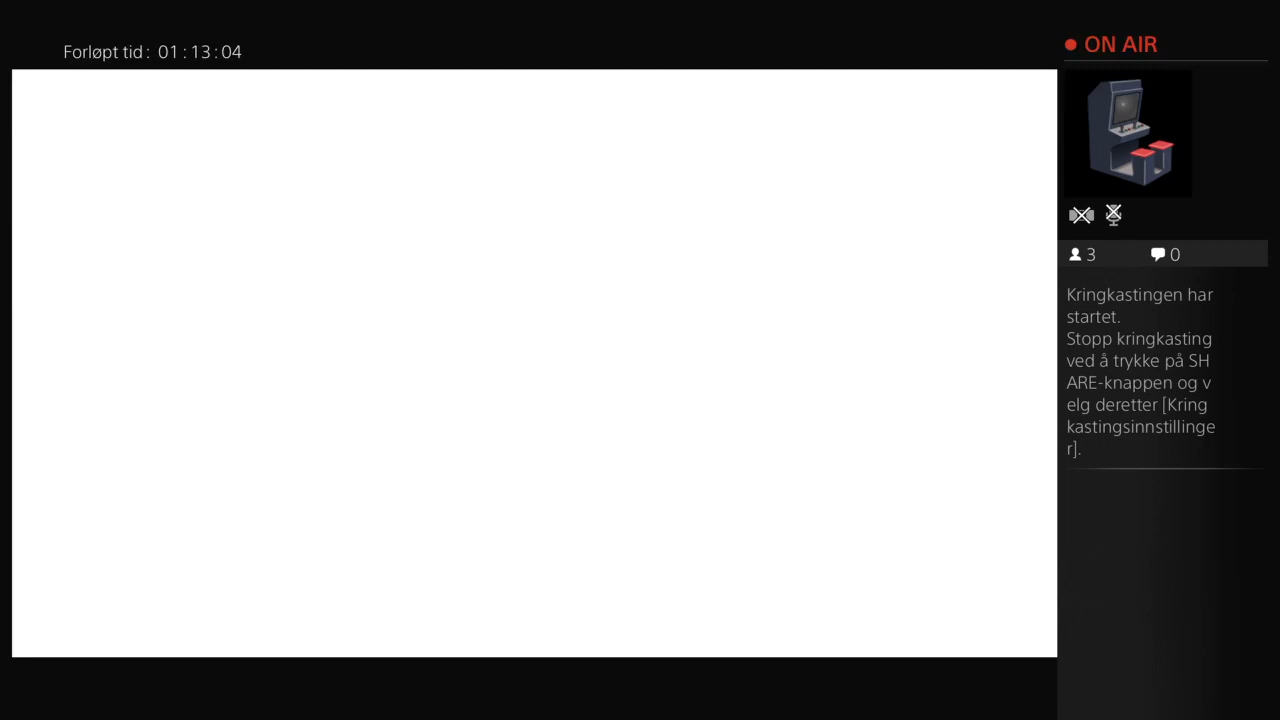 Forløpt tid: 01:13:04
ON AIR
3 0
Kringkastingen har
startet.
Stopp kringkasting
ved å trykke på SH
ARE-knappen og v
elg deretter [Kring
kastingsinnstillinge
r].